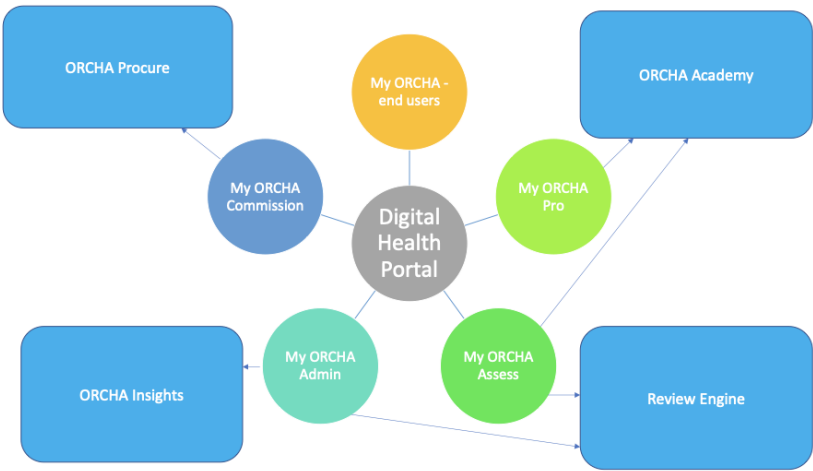 ORCHA Procure
My ORCHA -
end users
ORCHA Academy
My ORCHA
Commission
My ORCHA
Pro
Digital
Health
Portal
My ORCHA
Admin
My ORCHA
Assess
ORCHA Insights
Review Engine